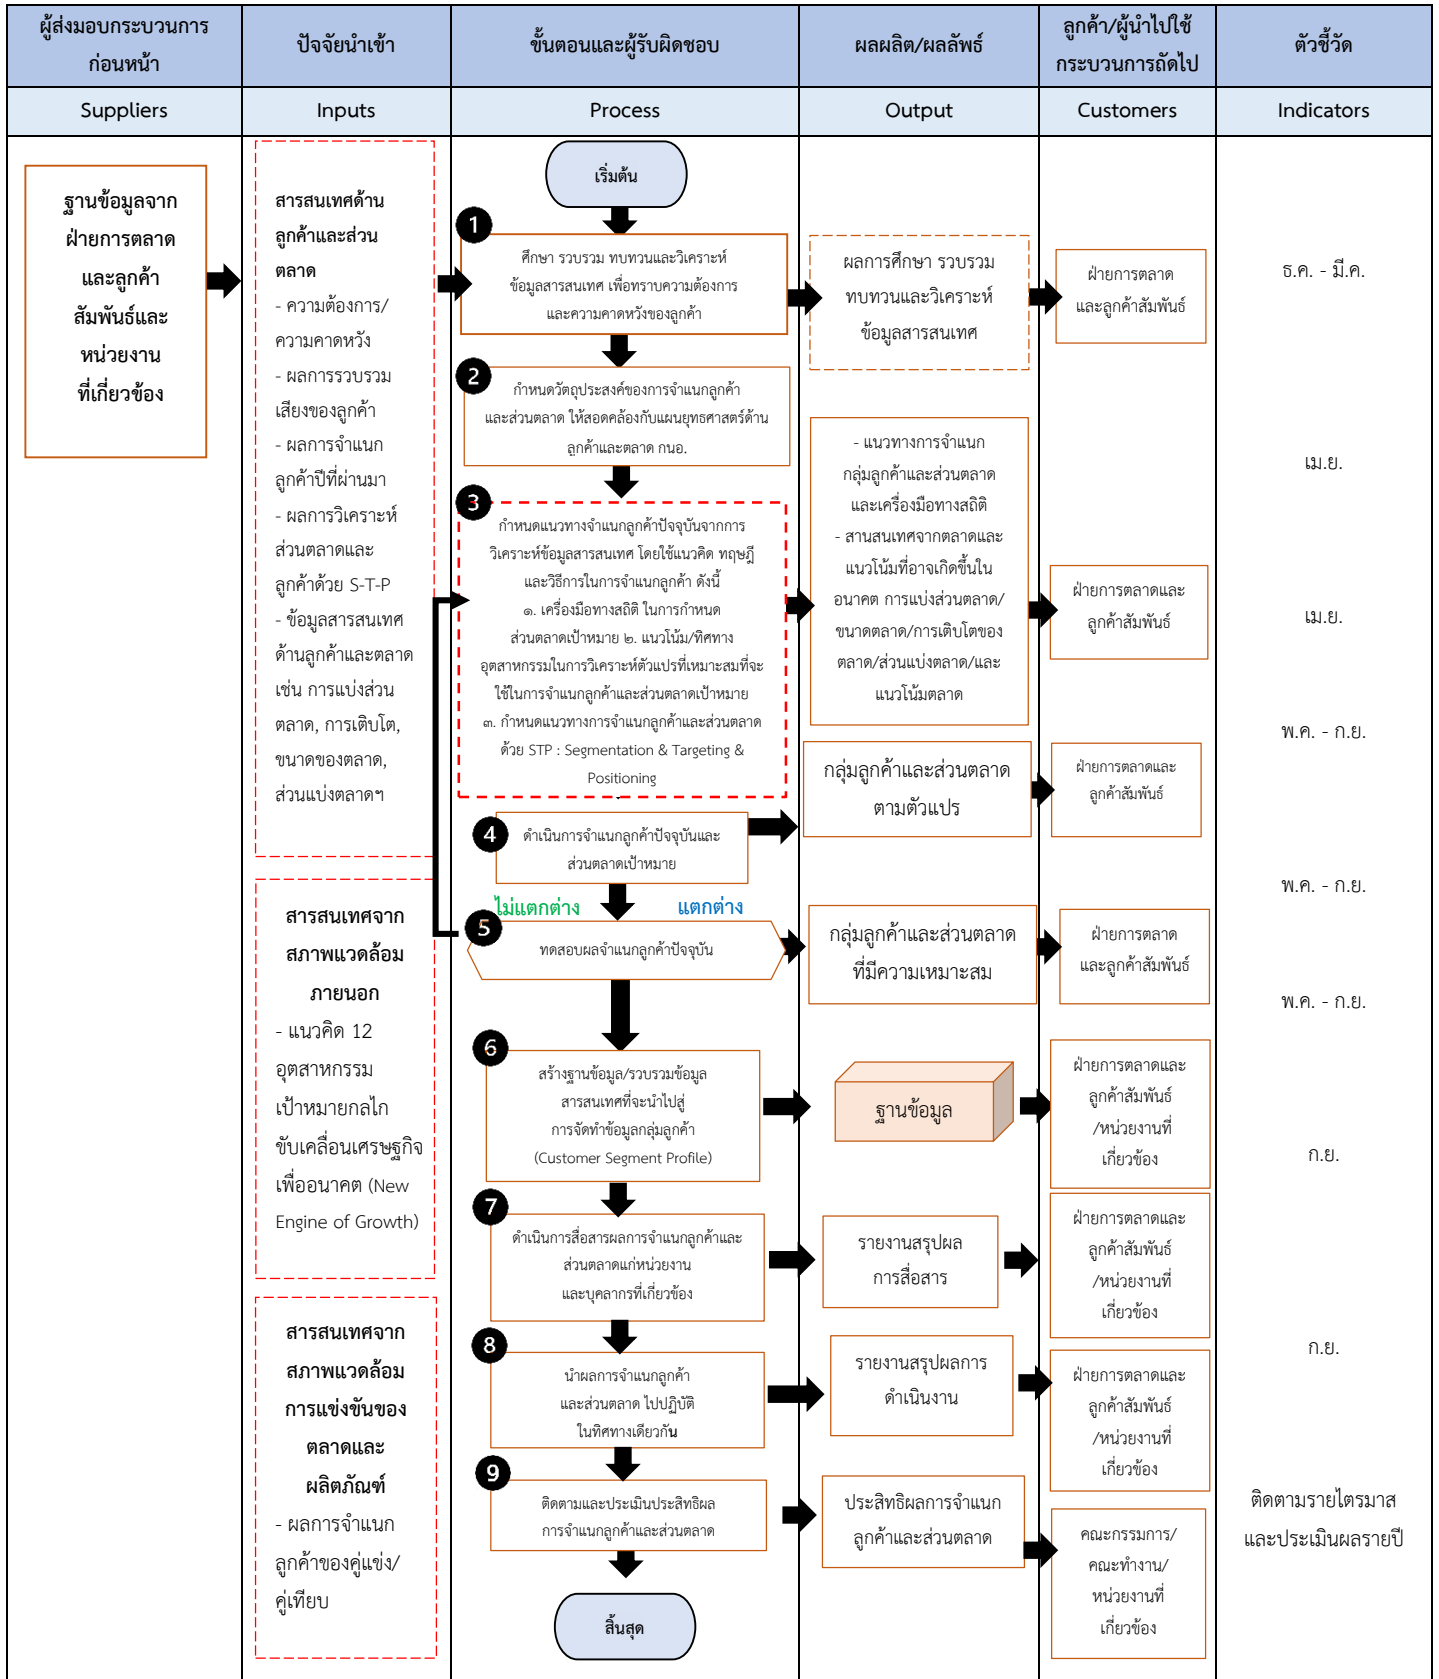 ผู้ส่งมอบกระบวนการ
ก่อนหน้า
ปัจจัยนำเข้า
ขั้นตอนและผู้รับผิดชอบ
ผลผลิต/ผลลัพธ์
ลูกค้า/ผู้นำไปใช้
กระบวนการถัดไป
ตัวชี้วัด
Suppliers
Inputs
Process
Output
Customers
Indicators
ฐานข้อมูลจาก
ฝ่ายการตลาด
และลูกค้า
สัมพันธ์และ
หน่วยงาน
ที่เกี่ยวข้อง
สารสนเทศด้าน
ลูกค้าและส่วน
ตลาด
- ความต้องการ/
ความคาดหวัง
- ผลการรวบรวม
เสียงของลูกค้า
- ผลการจำแนก
ลูกค้าปีที่ผ่านมา
- ผลการวิเคราะห์
ส่วนตลาดและ
ลูกค้าด้วย S-T-P
- ข้อมูลสารสนเทศ
ด้านลูกค้าและตลาด
เช่น การแบ่งส่วน
ตลาด, การเติบโต,
ขนาดของตลาด,
ส่วนแบ่งตลาดฯ
สารสนเทศจาก
สภาพแวดล้อม
ภายนอก
- แนวคิด 12
อุตสาหกรรม
เป้าหมายกลไก
ขับเคลื่อนเศรษฐกิจ
เพื่ออนาคต (New
Engine of Growth)
สารสนเทศจาก
สภาพแวดล้อม
การแข่งขันของ
ตลาดและ
ผลิตภัณฑ์
- ผลการจำแนก
ลูกค้าของคู่แข่ง/
คู่เทียบ
เริ่มต้น
1
ศึกษา รวบรวม ทบทวนและวิเคราะห์
ข้อมูลสารสนเทศ เพื่อทราบความต้องการ
และความคาดหวังของลูกค้า
2
กำหนดวัตถุประสงค์ของการจำแนกลูกค้า
และส่วนตลาด ให้สอดคล้องกับแผนยุทธศาสตร์ด้าน
ลูกค้าและตลาด กนอ.
3
กำหนดแนวทางจำแนกลูกค้าปัจจุบันจากการ
วิเคราะห์ข้อมูลสารสนเทศ โดยใช้แนวคิด ทฤษฎี
และวิธีการในการจำแนกลูกค้า ดังนี้
๑. เครื่องมือทางสถิติ ในการกำหนด
ส่วนตลาดเป้าหมาย ๒. แนวโน้ม/ทิศทาง
อุตสาหกรรมในการวิเคราะห์ตัวแปรที่เหมาะสมที่จะ
ใช้ในการจำแนกลูกค้าและส่วนตลาดเป้าหมาย
๓. กำหนดแนวทางการจำแนกลูกค้าและส่วนตลาด
ด้วย STP : Segmentation & Targeting &
Positioning
4
ดำเนินการจำแนกลูกค้าปัจจุบันและ
ส่วนตลาดเป้าหมาย
ไม่แตกต่าง
แตกต่าง
5
ทดสอบผลจำแนกลูกค้าปัจจุบัน
6
สร้างฐานข้อมูล/รวบรวมข้อมูล
สารสนเทศที่จะนำไปสู่
การจัดทำข้อมูลกลุ่มลูกค้า
(Customer Segment Profile)
7
ดำเนินการสื่อสารผลการจำแนกลูกค้าและ
ส่วนตลาดแก่หน่วยงาน
และบุคลากรที่เกี่ยวข้อง
8
นำผลการจำแนกลูกค้า
และส่วนตลาด ไปปฏิบัติ
ในทิศทางเดียวกัน
9
ติดตามและประเมินประสิทธิผล
การจำแนกลูกค้าและส่วนตลาด
สิ้นสุด
ผลการศึกษา รวบรวม
ทบทวนและวิเคราะห์
ข้อมูลสารสนเทศ
- แนวทางการจำแนก
กลุ่มลูกค้าและส่วนตลาด
และเครื่องมือทางสถิติ
- สานสนเทศจากตลาดและ
แนวโน้มที่อาจเกิดขึ้นใน
อนาคต การแบ่งส่วนตลาด/
ขนาดตลาด/การเติบโตของ
ตลาด/ส่วนแบ่งตลาด/และ
แนวโน้มตลาด
กลุ่มลูกค้าและส่วนตลาด
ตามตัวแปร
กลุ่มลูกค้าและส่วนตลาด
ที่มีความเหมาะสม
ฐานข้อมูล
รายงานสรุปผล
การสื่อสาร
รายงานสรุปผลการ
ดำเนินงาน
ประสิทธิผลการจำแนก
ลูกค้าและส่วนตลาด
ฝ่ายการตลาด
และลูกค้าสัมพันธ์
ฝ่ายการตลาดและ
ลูกค้าสัมพันธ์
ฝ่ายการตลาดและ
ลูกค้าสัมพันธ์
ฝ่ายการตลาด
และลูกค้าสัมพันธ์
ฝ่ายการตลาดและ
ลูกค้าสัมพันธ์
/หน่วยงานที่
เกี่ยวข้อง
ฝ่ายการตลาดและ
ลูกค้าสัมพันธ์
/หน่วยงานที่
เกี่ยวข้อง
ฝ่ายการตลาดและ
ลูกค้าสัมพันธ์
/หน่วยงานที่
เกี่ยวข้อง
คณะกรรมการ/
คณะทำงาน/
หน่วยงานที่
เกี่ยวข้อง
ธ.ค. - มี.ค.
เม.ย.
เม.ย.
พ.ค. - ก.ย.
พ.ค. - ก.ย.
พ.ค. - ก.ย.
ก.ย.
ก.ย.
ติดตามรายไตรมาส
และประเมินผลรายปี